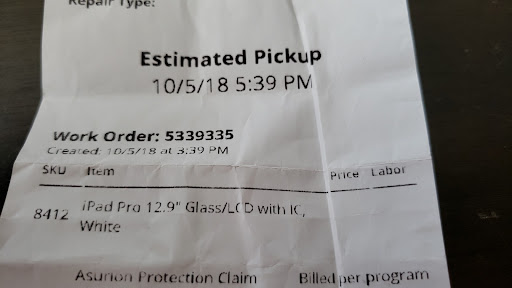 Repair Type:
Estimated Pickup
10/5/18 5:39 PM
Work Order: 5339335
Created: 10/5/18 at 3:39 PM
SKU Item Price Labor
8412 iPad Pro 12.9" Glass/LCD with IC,
White
Asurion Protection Claim Billed per program